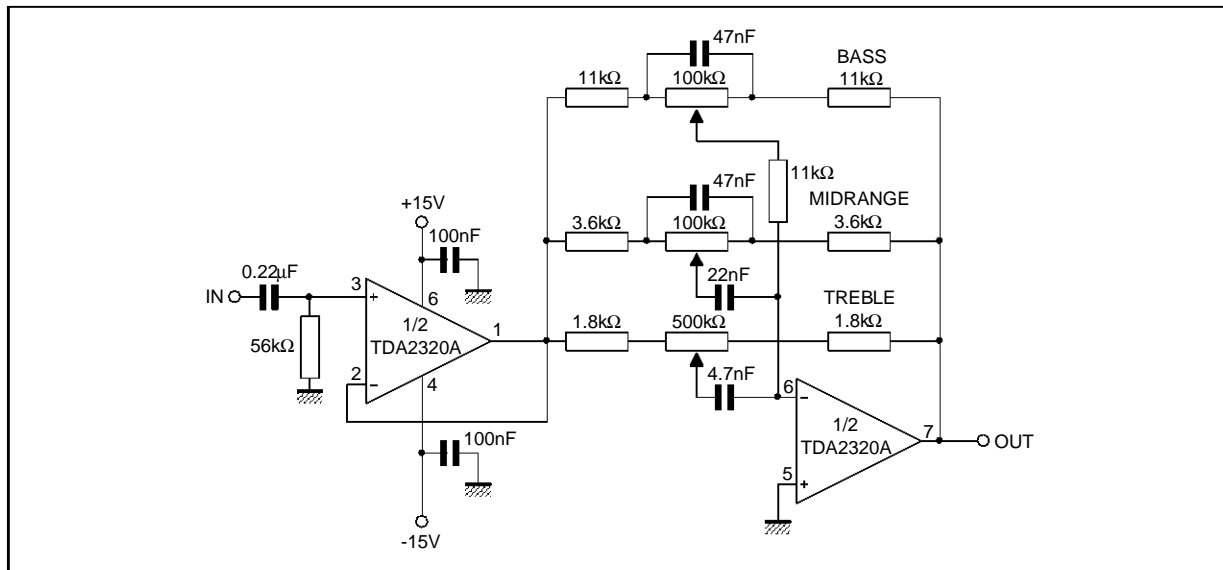 47nF
BASS
11kΩ
100kΩ
11kΩ
11kΩ
47nF
MIDRANGE
3.6kΩ
100kΩ
3.6kΩ
+15V
100nF
0.22μF
22nF
IN
3
+
6
TREBLE
1/2
TDA2320A
1
1.8kΩ
500kΩ
1.8kΩ
56kΩ
2
−
4
4.7nF
6
−
1/2
TDA2320A
7
OUT
100nF
5
+
-15V